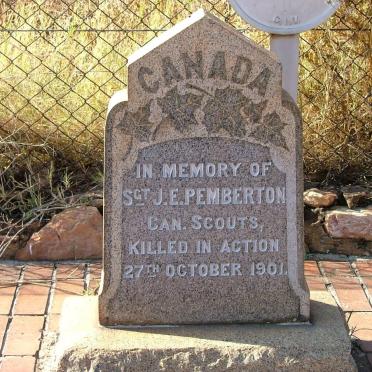 CANADA
IN MEMORY OF
SGT J.E. PEMBERTON
CAN. SCOUTS,
KILLED IN ACTION
27TH OCTOBER 1901.